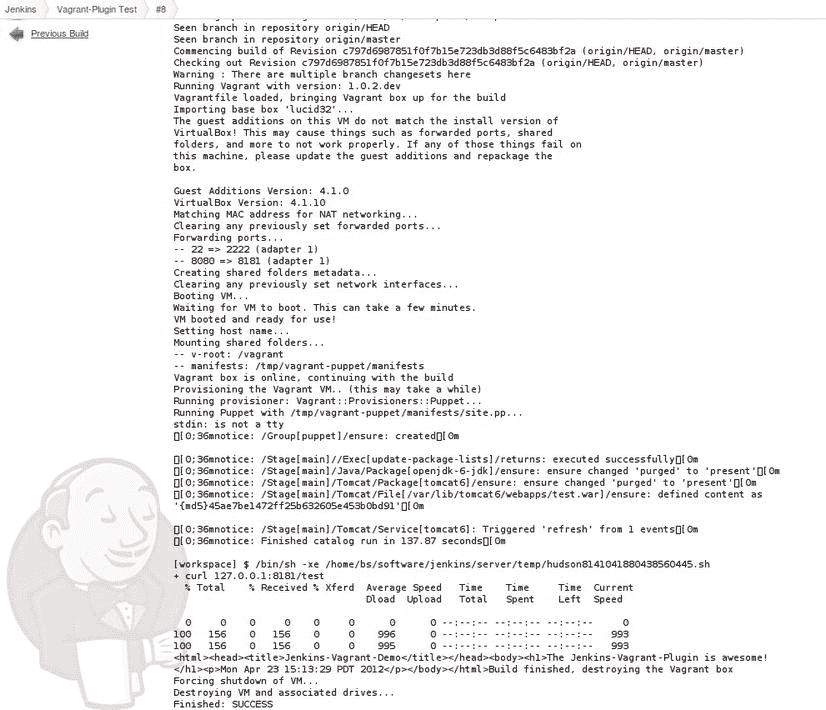 Jenkins Vagrant-Plugin Test #8
Previous Build
Seen branch in repository origin/HEAD
Seen branch in repository origin/master
Commencing build of Revision c797d6987851f0f7b15e723db3d88f5c6483bf2a (origin/HEAD, origin/master)
Checking out Revision c797d6987851f0f7b15e723db3d88f5c6483bf2a (origin/HEAD, origin/master)
Warning : There are multiple branch changesets here
Running Vagrant with version: 1.0.2.dev
Vagrantfile loaded, bringing Vagrant box up for the build
Importing base box 'lucid32'...
The guest additions on this VM do not match the install version of
VirtualBox! This may cause things such as forwarded ports, shared
folders, and more to not work properly. If any of those things fail on
this machine, please update the guest additions and repackage the
box.
Guest Additions Version: 4.1.0
VirtualBox Version: 4.1.10
Matching MAC address for NAT networking...
Clearing any previously set forwarded ports...
Forwarding ports...
-- 22 => 2222 (adapter 1)
-- 8080 => 8181 (adapter 1)
Creating shared folders metadata...
Clearing any previously set network interfaces...
Booting VM...
Waiting for VM to boot. This can take a few minutes.
VM booted and ready for use!
Setting host name...
Mounting shared folders...
-- v-root: /vagrant
-- manifests: /tmp/vagrant-puppet/manifests
Vagrant box is online, continuing with the build
Provisioning the Vagrant VM.. (this may take a while)
Running provisioner: Vagrant::Provisioners::Puppet...
Running Puppet with /tmp/vagrant-puppet/manifests/site.pp...
stdin: is not a tty
[0;36mnotice: /Group[puppet]/ensure: created[0m
[0;36mnotice: /Stage[main]//Exec[update-package-lists]/returns: executed successfully[0m
[0;36mnotice: /Stage[main]/Java/Package[openjdk-6-jdk]/ensure: ensure changed 'purged' to 'present'[0m
[0;36mnotice: /Stage[main]/Tomcat/Package[tomcat6]/ensure: ensure changed 'purged' to 'present'[0m
[0;36mnotice: /Stage[main]/Tomcat/File[/var/lib/tomcat6/webapps/test.war]/ensure: defined content as
'{md5}45ae7be1472ff25b632605e453b0bd91'[0m
[0;36mnotice: /Stage[main]/Tomcat/Service[tomcat6]: Triggered 'refresh' from 1 events[0m
[0;36mnotice: Finished catalog run in 137.87 seconds[0m
[workspace] $ /bin/sh -xe /home/bs/software/jenkins/server/temp/hudson8141041880438560445.sh
+ curl 127.0.0.1:8181/test
% Total % Received % Xferd Average Speed Time Time Time Current
Dload Upload Total Spent Left Speed
0 0 0 0 0 0 0 0 --:--:-- --:--:-- --:--:-- 0
100 156 0 156 0 0 996 0 --:--:-- --:--:-- --:--:-- 993
100 156 0 156 0 0 995 0 --:--:-- --:--:-- --:--:-- 993
<html><head><title>Jenkins-Vagrant-Demo</title></head><body><h1>The Jenkins-Vagrant-Plugin is awesome!
</h1><p>Mon Apr 23 15:13:29 PDT 2012</p></body></html>Build finished, destroying the Vagrant box
Forcing shutdown of VM...
Destroying VM and associated drives...
Finished: SUCCESS